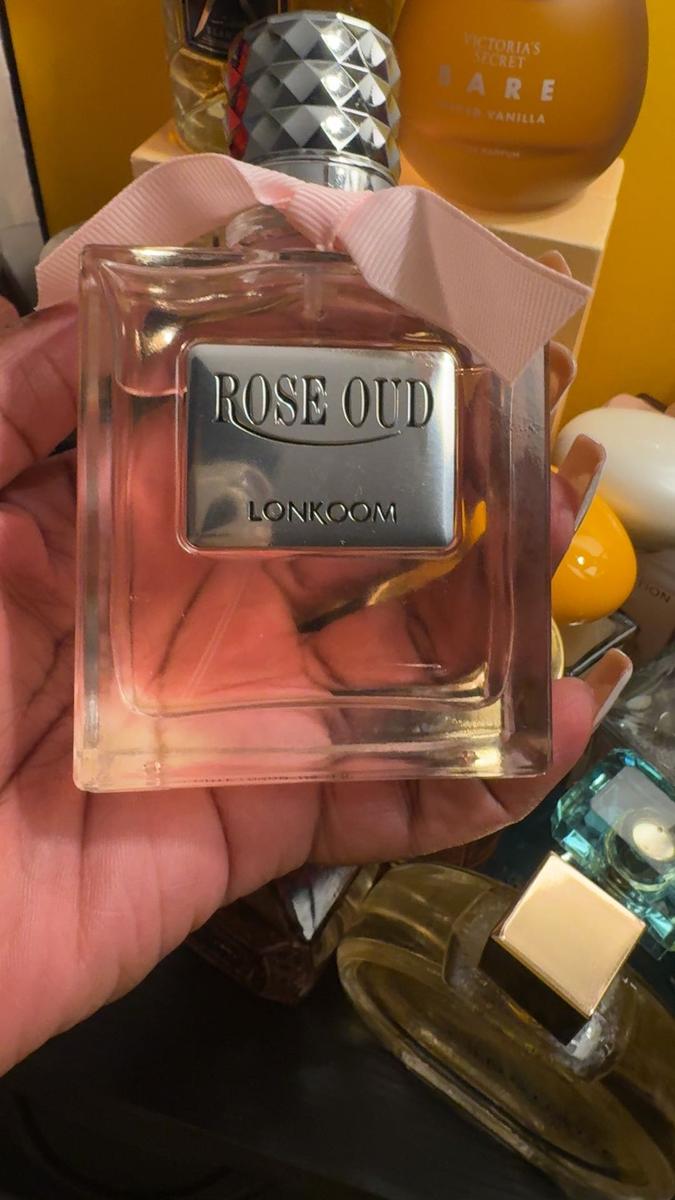 VICTORIA'S
SECRET
BARE
VANILLA
ROSE OUD
LONKOOM